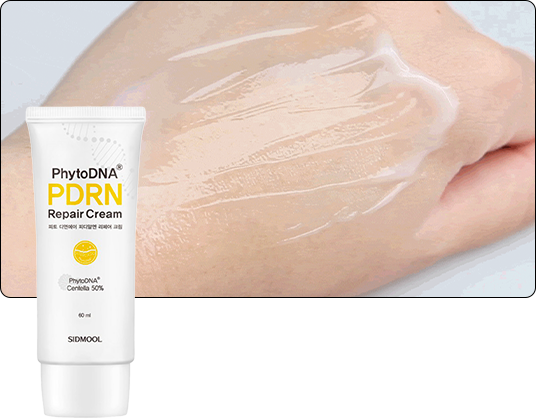 PhytoDNA®
PDRN
Repair Cream
피토 디엔에이 피디알엔 리페어 크림
PhytoDNA®
Centella 50%
60 ml
SIDMOOL